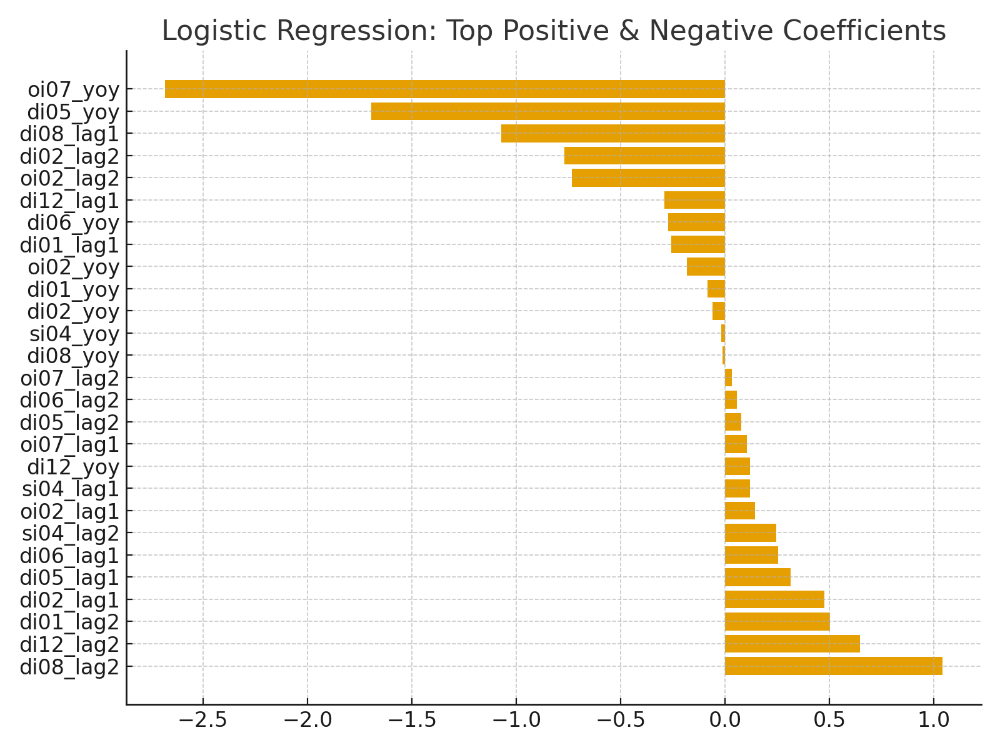 Logistic Regression: Top Positive & Negative Coefficients
oi07_yoy
di05_yoy
di08_lag1
di02_lag2
oi02_lag2
di12_lag1
di06_yoy
di01_lag1
oi02_yoy
di01_yoy
di02_yoy
si04_yoy
di08_yoy
oi07_lag2
di06_lag2
di05_lag2
oi07_lag1
di12_yoy
si04_lag1
oi02_lag1
si04_lag2
di06_lag1
di05_lag1
di02_lag1
di01_lag2
di12_lag2
di08_lag2
−2.5 −2.0 −1.5 −1.0 −0.5 0.0 0.5 1.0